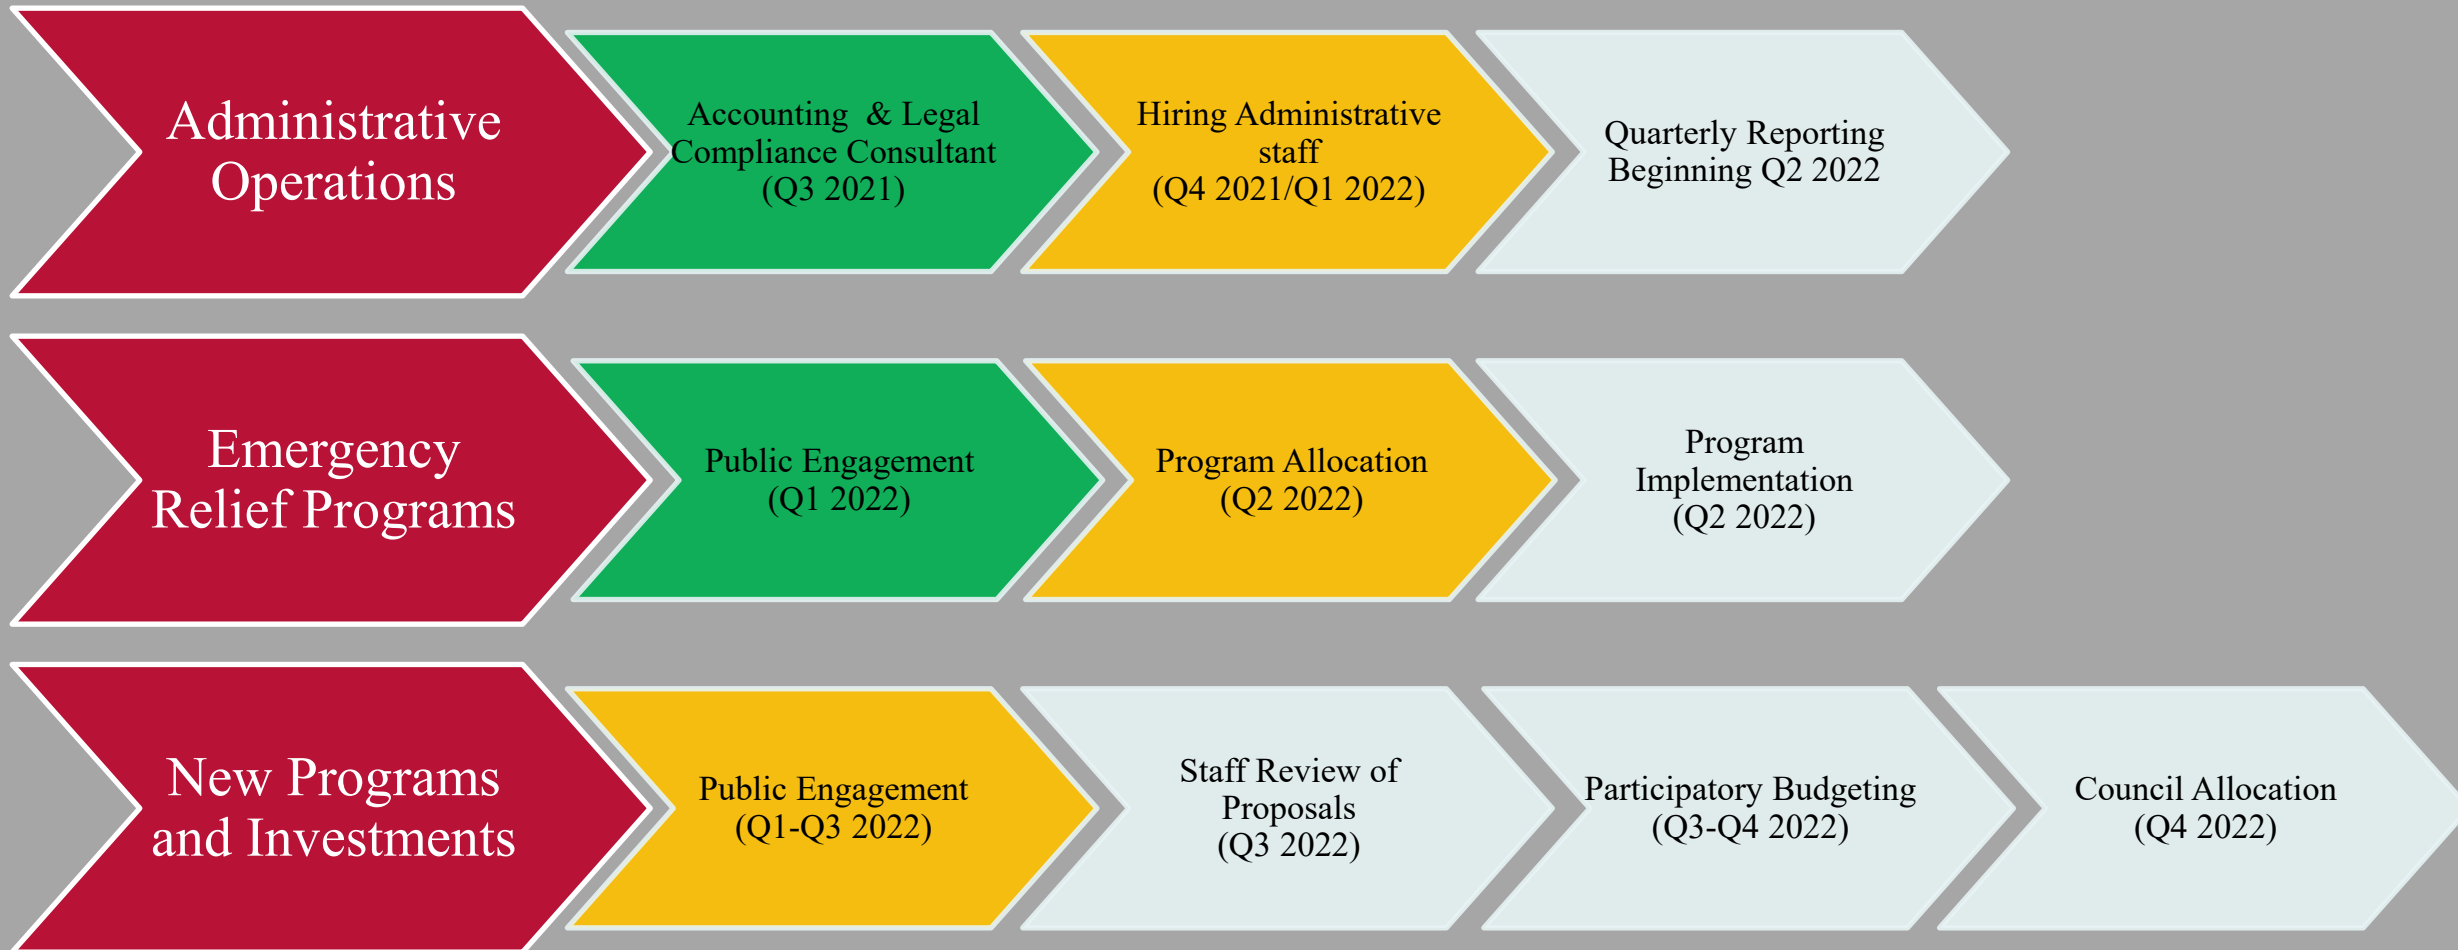 Administrative
Operations
Accounting  & Legal
Compliance Consultant
(Q3 2021)
Hiring Administrative
staff
(Q4 2021/Q1 2022)
Quarterly Reporting
Beginning Q2 2022
Emergency
Relief Programs
Public Engagement
(Q1 2022)
Program Allocation
(Q2 2022)
Program
Implementation
(Q2 2022)
New Programs
and Investments
Public Engagement
(Q1-Q3 2022)
Staff Review of
Proposals
(Q3 2022)
Participatory Budgeting
(Q3-Q4 2022)
Council Allocation
(Q4 2022)